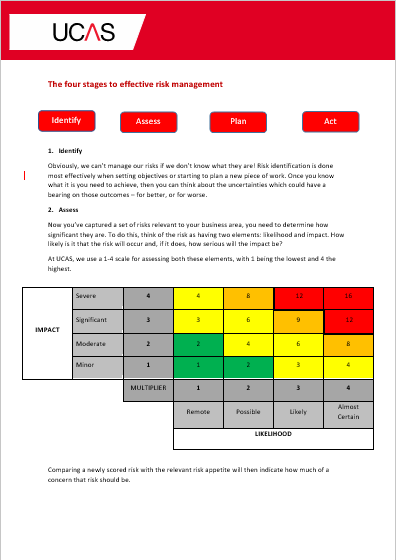 UCAS
The four stages to effective risk management
Identify Assess Plan Act
1. Identify
Obviously, we can't manage our risks if we don't know what they are! Risk identification is done
most effectively when setting objectives or starting to plan a new piece of work. Once you know
what it is you need to achieve, then you can think about the uncertainties which could have a
bearing on those outcomes – for better, or for worse.
2. Assess
Now you've captured a set of risks relevant to your business area, you need to determine how
significant they are. To do this, think of the risk as having two elements: likelihood and impact. How
likely is it that the risk will occur and, if it does, how serious will the impact be?
At UCAS, we use a 1-4 scale for assessing both these elements, with 1 being the lowest and 4 the
highest.
IMPACT
Severe 4 4 8 12 16
Significant 3 3 6 9 12
Moderate 2 2 4 6 8
Minor 1 1 2 3 4
MULTIPLIER 1 2 3 4
Remote Possible Likely Almost
Certain
LIKELIHOOD
Comparing a newly scored risk with the relevant risk appetite will then indicate how much of a
concern that risk should be.